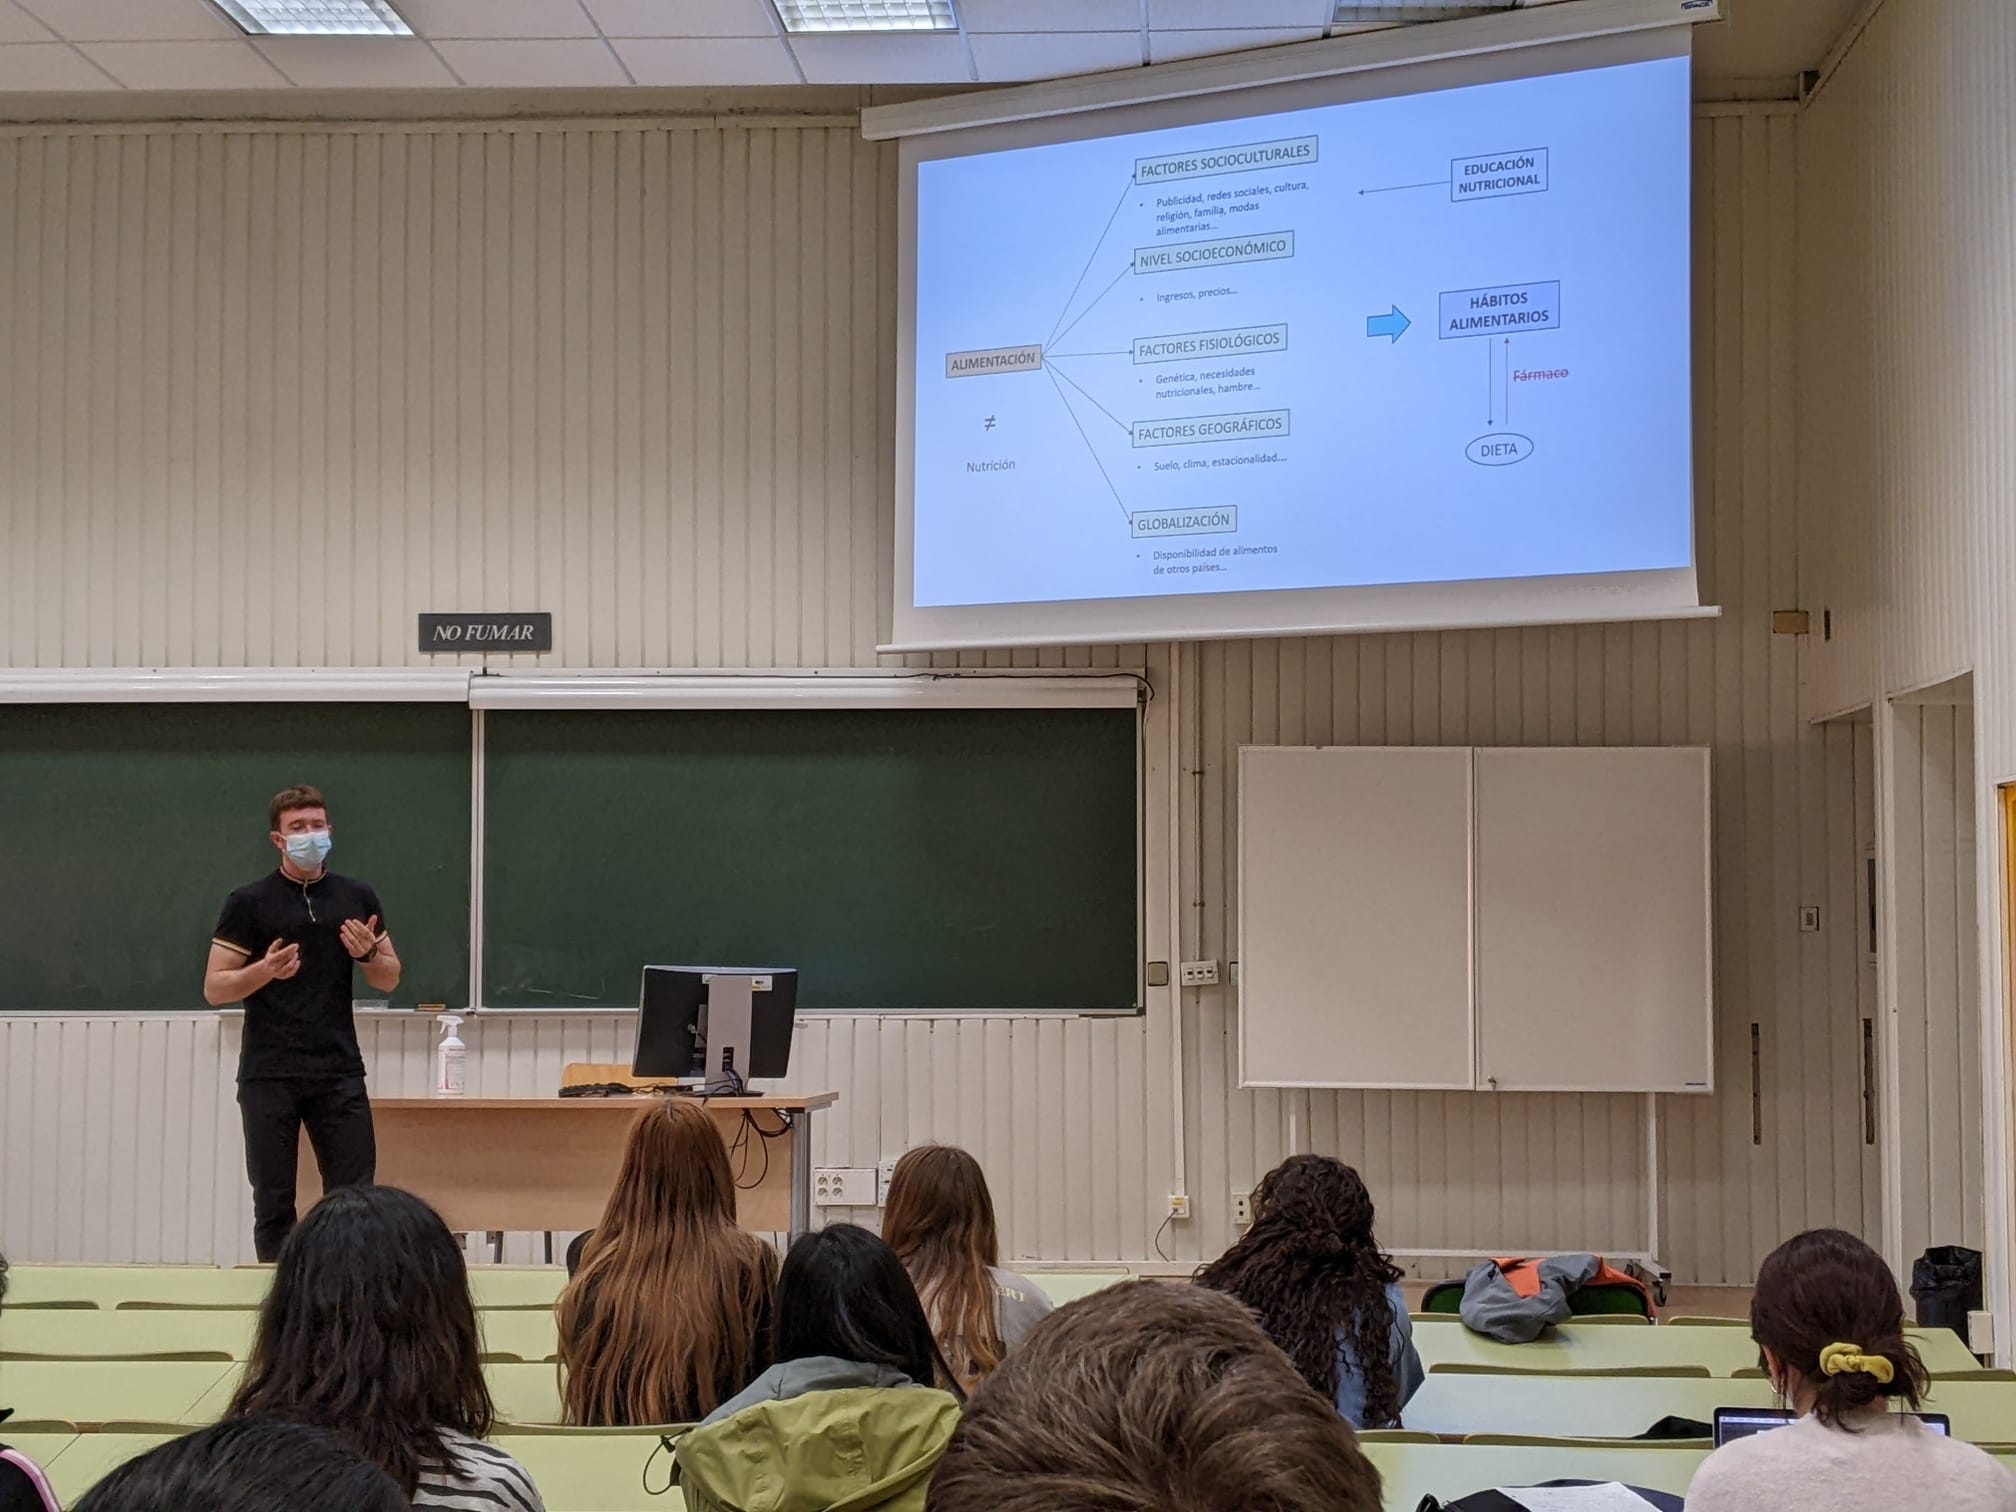 FACTORES SOCIOCULTURALES
• Publicidad, redes sociales, cultura,
religión, familia, modas
alimentarias...
NIVEL SOCIOECONÓMICO
• Ingresos, precios...
ALIMENTACIÓN
≠
Nutrición
FACTORES FISIOLÓGICOS
• Genética, necesidades
nutricionales, hambre...
FACTORES GEOGRÁFICOS
• Suelo, clima, estacionalidad...
GLOBALIZACIÓN
• Disponibilidad de alimentos
de otros países...
EDUCACIÓN
NUTRICIONAL
HÁBITOS
ALIMENTARIOS
Fármaco
DIETA
NO FUMAR